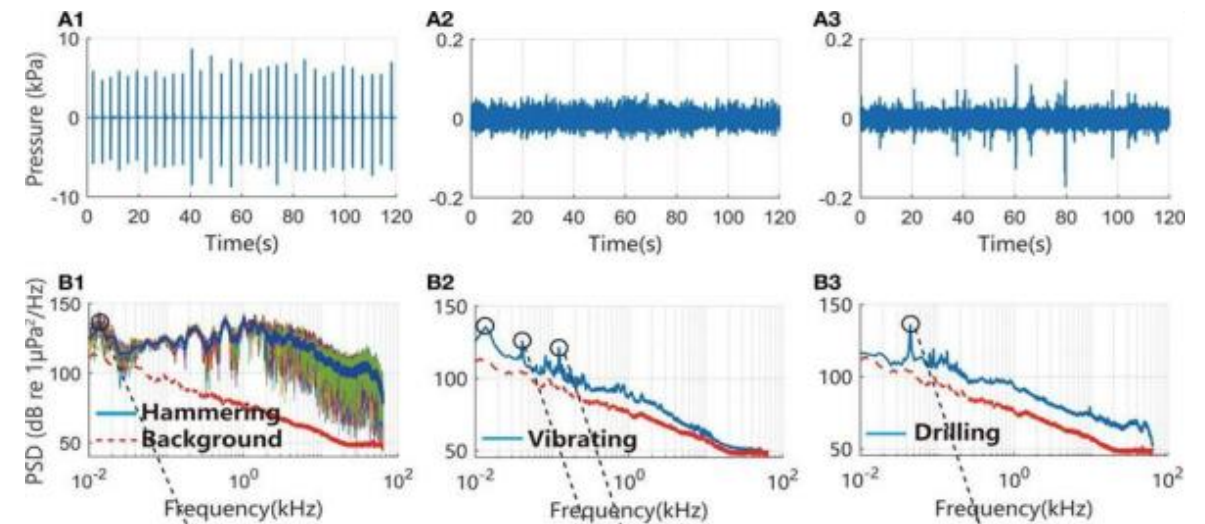 A1
A2
A3
10
0
-10
Pressure (kPa)
0 20 40 60 80 100 120
Time(s)
0.2
0
-0.2
0 20 40 60 80 100 120
Time(s)
0.2
0
-0.2
0 20 40 60 80 100 120
Time(s)
B1
B2
B3
150
100
50
PSD (dB re 1μPa²/Hz)
Hammering
Background
10⁻² 10⁰ 10²
Frequency(kHz)
150
100
50
Vibrating
10⁻² 10⁰ 10²
Frequency(kHz)
150
100
50
Drilling
10⁻² 10⁰ 10²
Frequency(kHz)